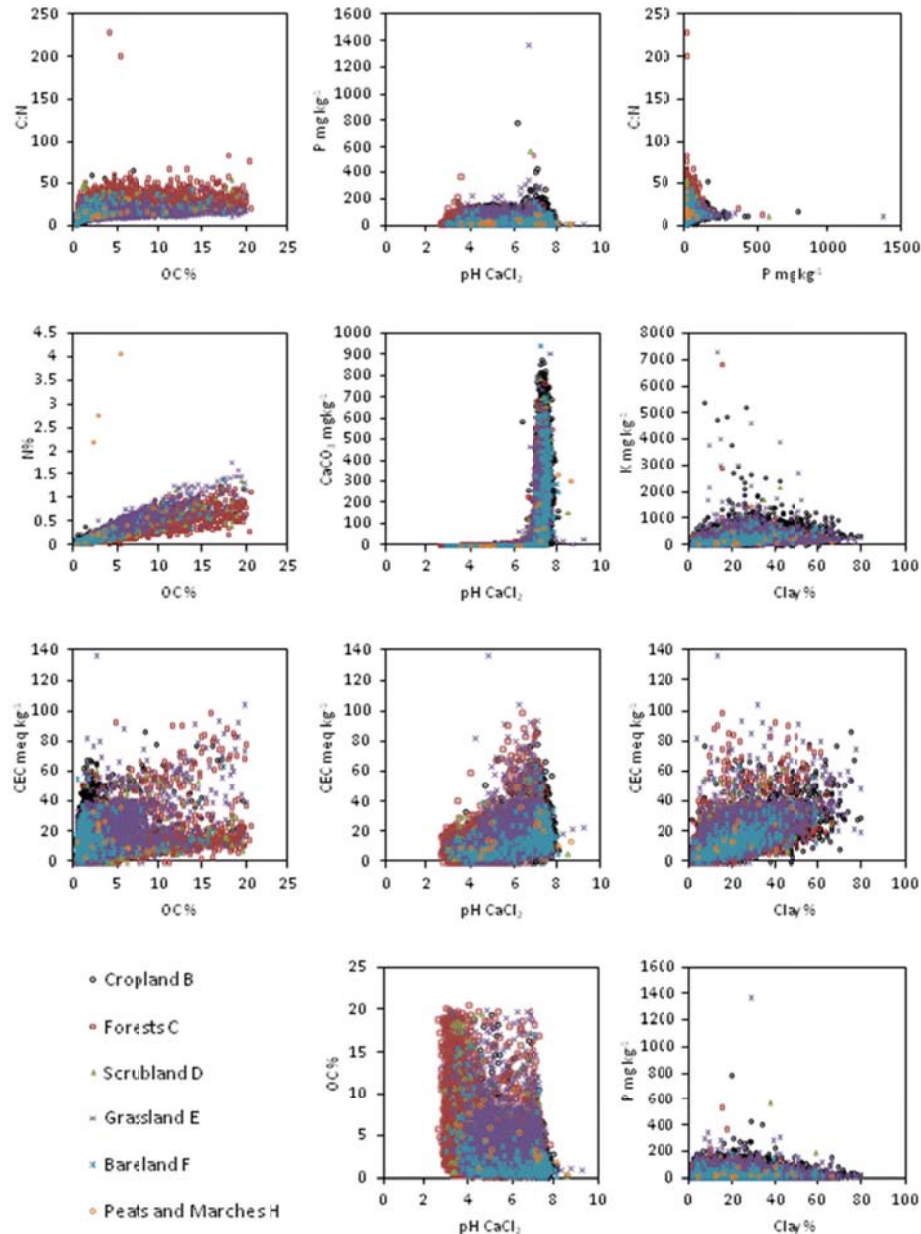 C:N
250
200
150
100
50
0
0 5 10 15 20 25
OC%
P mg kg⁻¹
1600
1400
1200
1000
800
600
400
200
0
0 2 4 6 8 10
pH CaCl₂
C:N
250
200
150
100
50
0
0 500 1000 1500
P mg kg⁻¹
N%
4.5
4
3.5
3
2.5
2
1.5
1
0.5
0
0 5 10 15 20 25
OC%
CaCO₃ mg kg⁻¹
1000
900
800
700
600
500
400
300
200
100
0
0 2 4 6 8 10
pH CaCl₂
K mg kg⁻¹
8000
7000
6000
5000
4000
3000
2000
1000
0
0 20 40 60 80 100
Clay%
CEC meq kg⁻¹
140
120
100
80
60
40
20
0
0 5 10 15 20 25
OC%
CEC meq kg⁻¹
140
120
100
80
60
40
20
0
0 2 4 6 8 10
pH CaCl₂
CEC meq kg⁻¹
140
120
100
80
60
40
20
0
0 20 40 60 80 100
Clay%
Cropland B
Forests C
Scrubland D
Grassland E
Bareland F
Peats and Marches H
OC%
25
20
15
10
5
0
0 2 4 6 8 10
pH CaCl₂
P mg kg⁻¹
1600
1400
1200
1000
800
600
400
200
0
0 20 40 60 80 100
Clay%